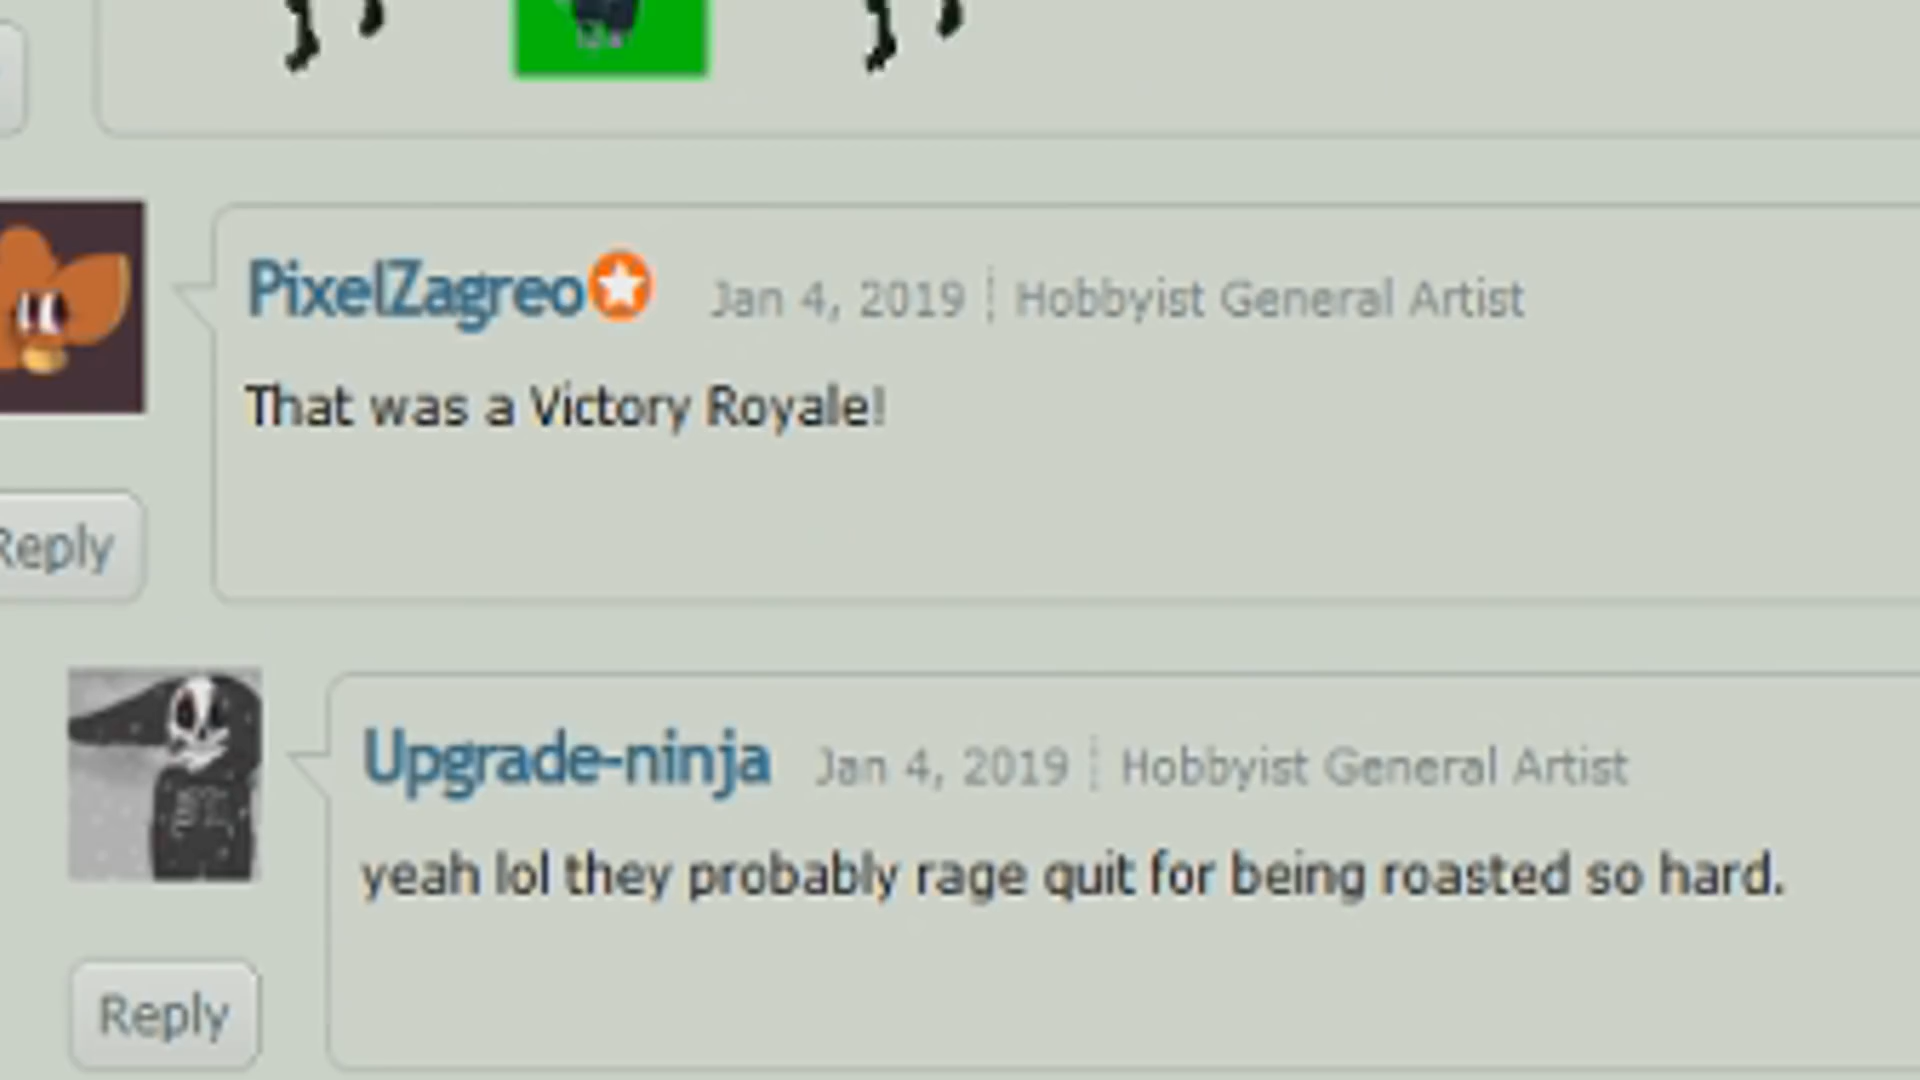 PixelZagreo Jan 4, 2019 Hobbyist General Artist
That was a Victory Royale!
Reply
Upgrade-ninja Jan 4, 2019 Hobbyist General Artist
yeah lol they probably rage quit for being roasted so hard.
Reply